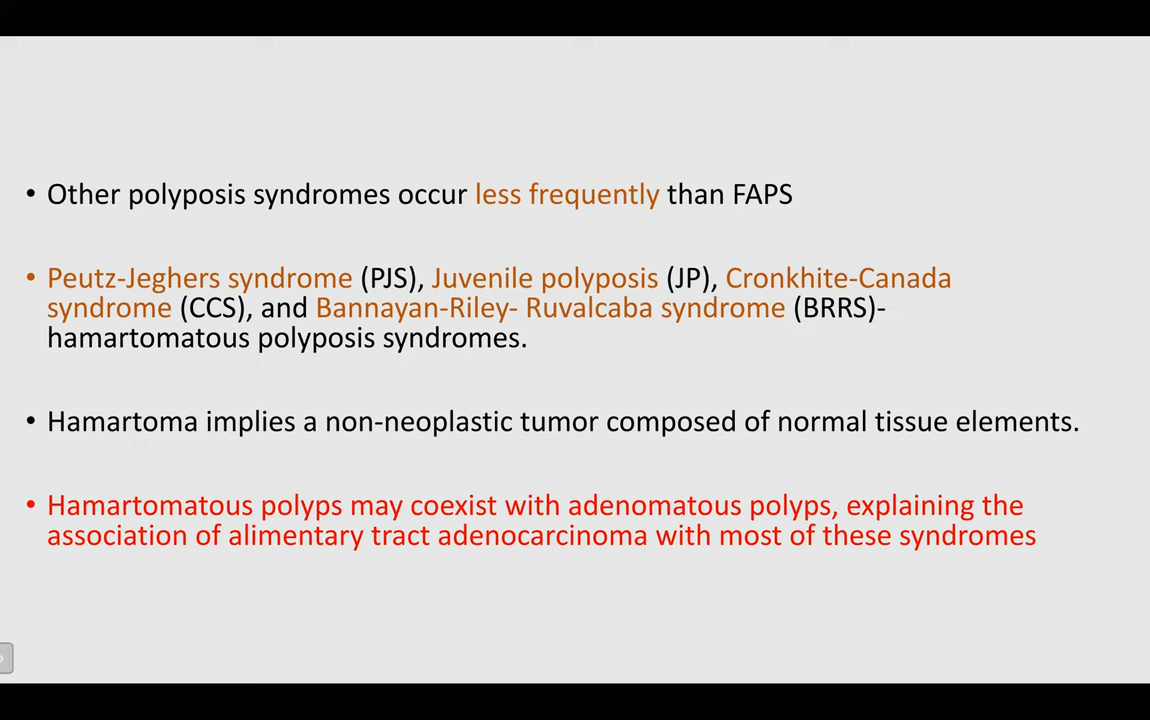 • Other polyposis syndromes occur less frequently than FAPS
• Peutz-Jeghers syndrome (PJS), Juvenile polyposis (JP), Cronkhite-Canada
syndrome (CCS), and Bannayan-Riley- Ruvalcaba syndrome (BRRS)-
hamartomatous polyposis syndromes.
• Hamartoma implies a non-neoplastic tumor composed of normal tissue elements.
• Hamartomatous polyps may coexist with adenomatous polyps, explaining the
association of alimentary tract adenocarcinoma with most of these syndromes